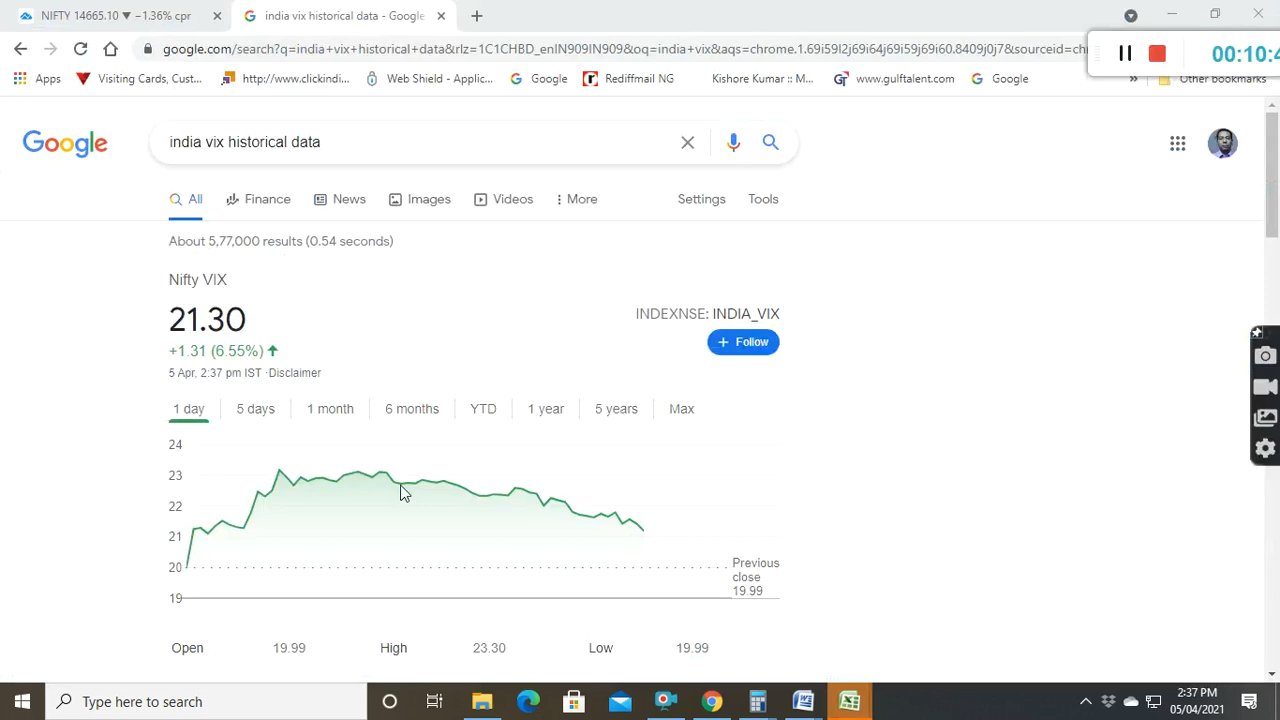 NIFTY 14665.10 ▼ −1.36% cpr
india vix historical data - Google
google.com/search?q=india+vix+historical+data&rlz=1C1CHBD_enIN909IN909&oq=india+vix&aqs=chrome.1.69i59l2j69i64j69i59j69i60.8409j0j7&sourceid=chr
00:10:4
Apps
Visiting Cards, Cust...
http://www.clickindi...
Web Shield - Applic...
Google
Rediffmail NG
Kishore Kumar :: M...
www.gulftalent.com
Google
»
Other bookmarks
Google
india vix historical data
All
Finance
News
Images
Videos
More
Settings
Tools
About 5,77,000 results (0.54 seconds)
Nifty VIX
21.30
INDEXNSE: INDIA_VIX
+1.31 (6.55%)
+ Follow
5 Apr, 2:37 pm IST ·Disclaimer
1 day
5 days
1 month
6 months
YTD
1 year
5 years
Max
24
23
22
21
20
19
Previous
close
19.99
Open 19.99 High 23.30 Low 19.99
Type here to search
2:37 PM
05/04/2021